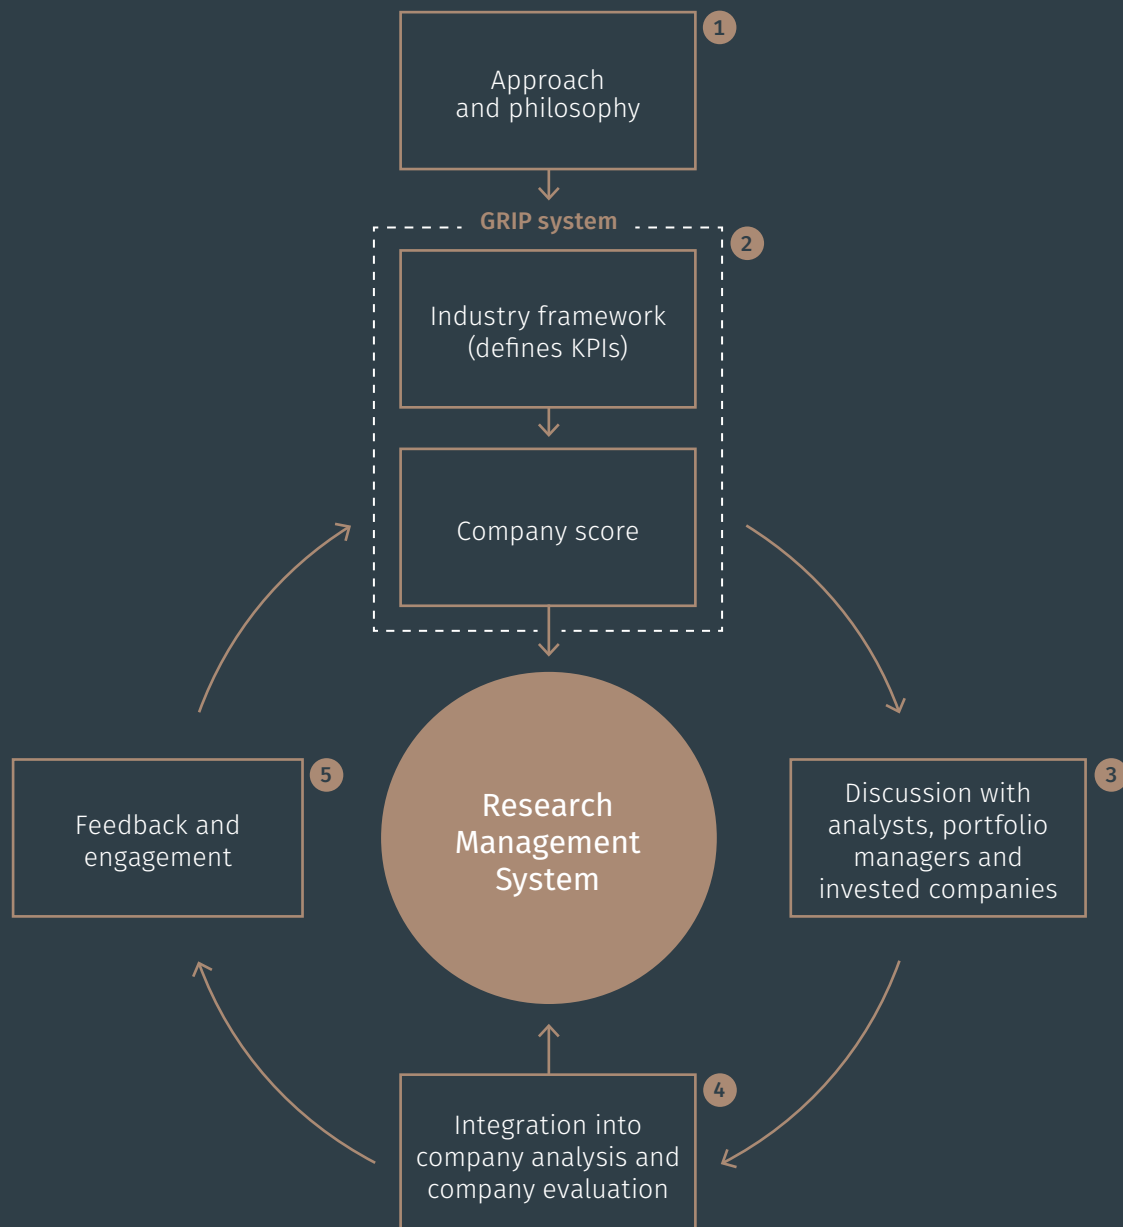 1
Approach
and philosophy
GRIP system
2
Industry framework
(defines KPIs)
Company score
3
Discussion with
analysts, portfolio
managers and
invested companies
Research
Management
System
5
Feedback and
engagement
4
Integration into
company analysis and
company evaluation